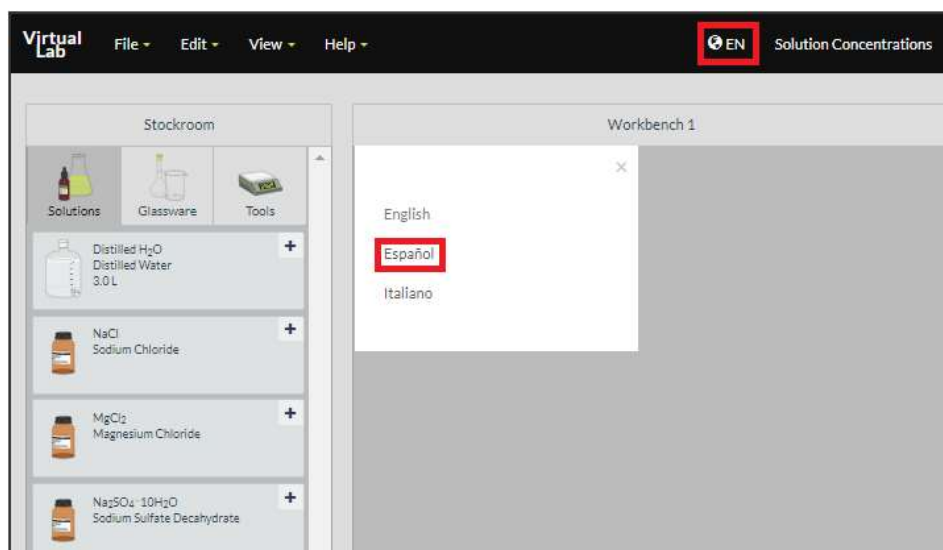 Virtual Lab File Edit View Help EN Solution Concentrations
Stockroom
Solutions Glassware Tools
Distilled H₂O
Distilled Water
3.0 L
NaCl
Sodium Chloride
MgCl₂
Magnesium Chloride
Na₂SO₄·10H₂O
Sodium Sulfate Decahydrate
Workbench 1
×
English
Español
Italiano